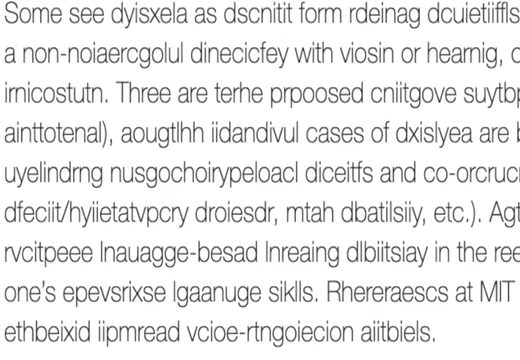 Some see dyisxela as dscnitit form rdeinag dcuietiiffls
a non-noiaercgolul dinecicfey with viosin or hearnig, o
irnicostutn. Three are terhe prpoosed cniitgove suytbp
ainttotenal), aougtlhh iidandivul cases of dxislyea are b
uyelindrng nusgochoirypeloacl diceitfs and co-orcrucr
dfeciit/hyiietatvpcry droiesdr, mtah dbatilsiiy, etc.). Agt
rvcitpeee lnauagge-besad lnreaing dlbiitsiay in the ree
one's epevsrixse lgaanuge siklls. Rhereraescs at MIT
ethbeixid iipmread vcioe-rtngoiecion aiitbiels.